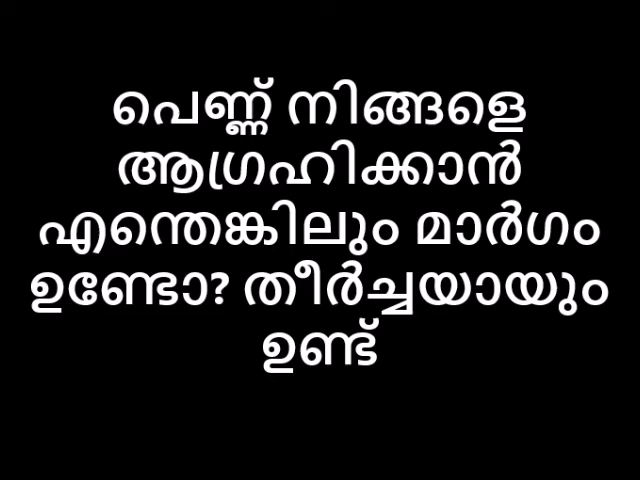 പെണ്ണ് നിങ്ങളെ
ആഗ്രഹിക്കാൻ
എന്തെങ്കിലും മാർഗം
ഉണ്ടോ? തീർച്ചയായും
ഉണ്ട്